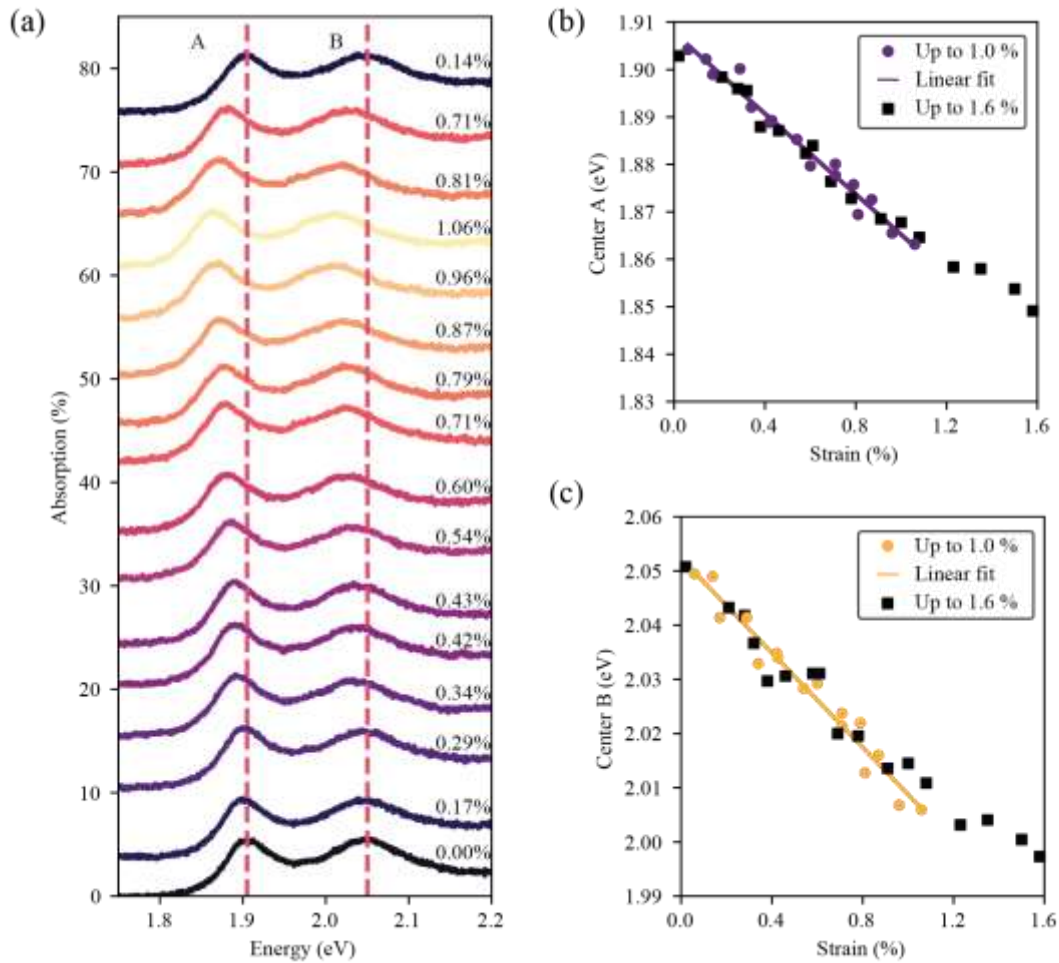 (a)
A
B
0.14%
0.71%
0.81%
1.06%
0.96%
0.87%
0.79%
0.71%
0.60%
0.54%
0.43%
0.42%
0.34%
0.29%
0.17%
0.00%
80
70
60
50
40
30
20
10
0
Absorption (%)
1.8 1.9 2.0 2.1 2.2
Energy (eV)
(b)
1.91
1.90
1.89
1.88
1.87
1.86
1.85
1.84
1.83
Center A (eV)
Up to 1.0 %
Linear fit
Up to 1.6 %
0.0 0.4 0.8 1.2 1.6
Strain (%)
(c)
2.06
2.05
2.04
2.03
2.02
2.01
2.00
1.99
Center B (eV)
Up to 1.0 %
Linear fit
Up to 1.6 %
0.0 0.4 0.8 1.2 1.6
Strain (%)